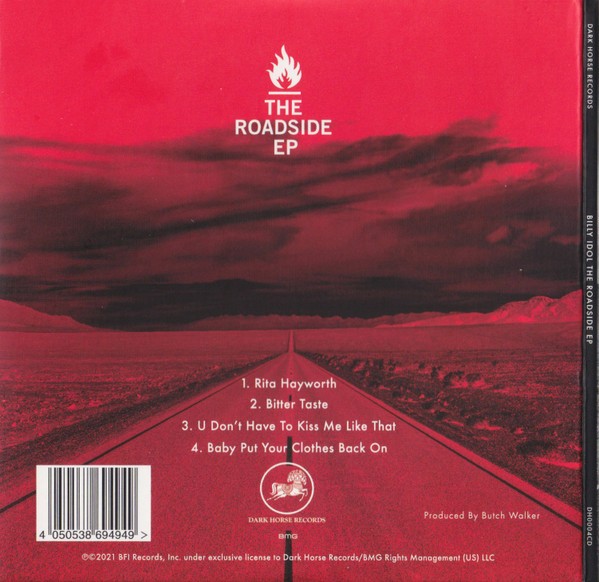 THE
ROADSIDE
EP
1. Rita Hayworth
2. Bitter Taste
3. U Don't Have To Kiss Me Like That
4. Baby Put Your Clothes Back On
DARK HORSE RECORDS
BMG
4 050538 694949 >
Produced By Butch Walker
℗©2021 BFI Records, Inc. under exclusive license to Dark Horse Records/BMG Rights Management (US) LLC
DARK HORSE RECORDS
BILLY IDOL THE ROADSIDE EP
DH0004CD